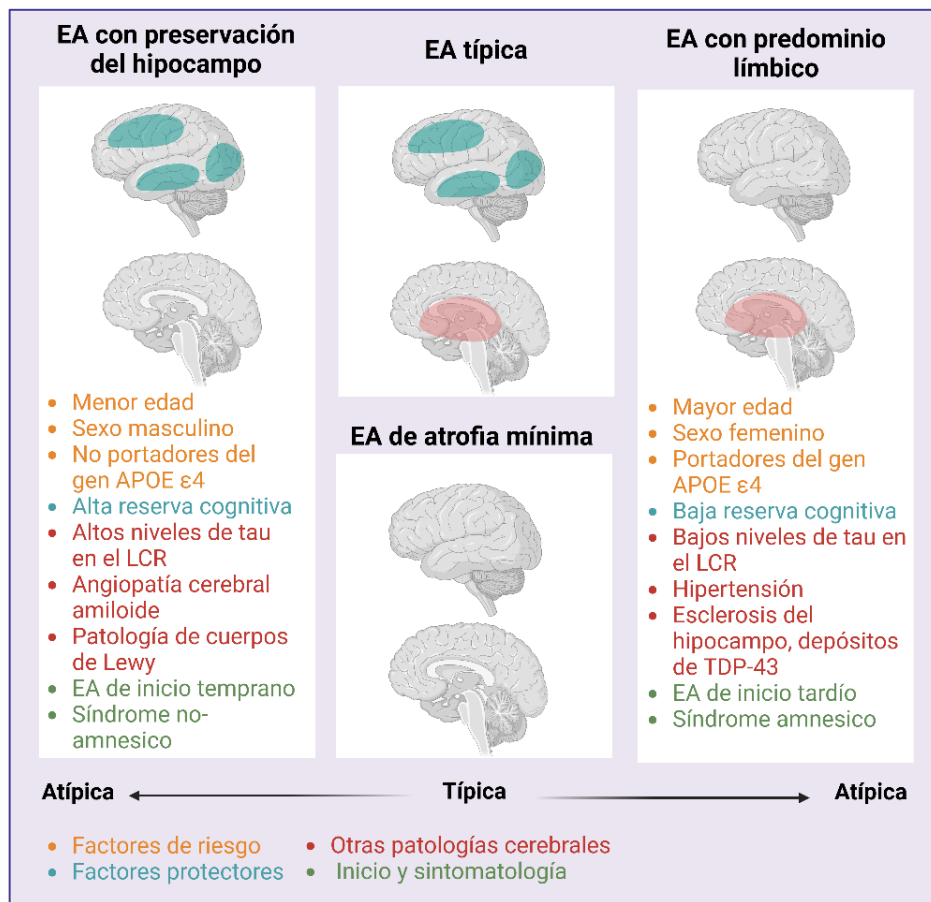 EA con preservación
del hipocampo
• Menor edad
• Sexo masculino
• No portadores del
gen APOE ε4
• Alta reserva cognitiva
• Altos niveles de tau
en el LCR
• Angiopatía cerebral
amiloide
• Patología de cuerpos
de Lewy
• EA de inicio temprano
• Síndrome no-
amnesico
EA típica
EA de atrofia mínima
EA con predominio
límbico
• Mayor edad
• Sexo femenino
• Portadores del gen
APOE ε4
• Baja reserva cognitiva
• Bajos niveles de tau en
el LCR
• Hipertensión
• Esclerosis del
hipocampo, depósitos
de TDP-43
• EA de inicio tardío
• Síndrome amnesico
Atípica
Típica
Atípica
• Factores de riesgo
• Factores protectores
• Otras patologías cerebrales
• Inicio y sintomatología